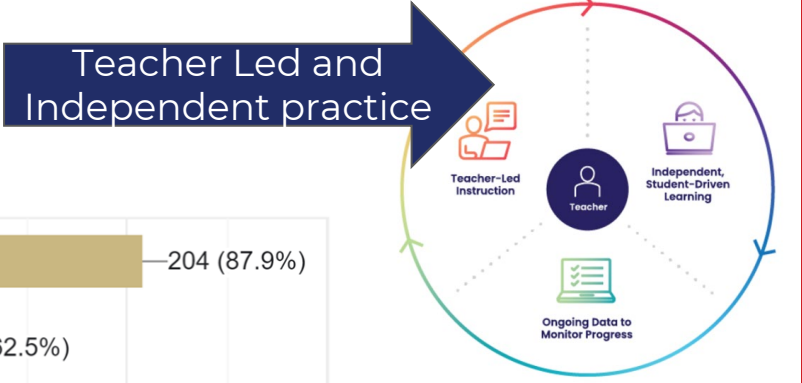 Teacher Led and
Independent practice
Teacher-Led
Instruction
Independent,
Student-Driven
Learning
Teacher
Ongoing Data to
Monitor Progress
204 (87.9%)
2.5%)